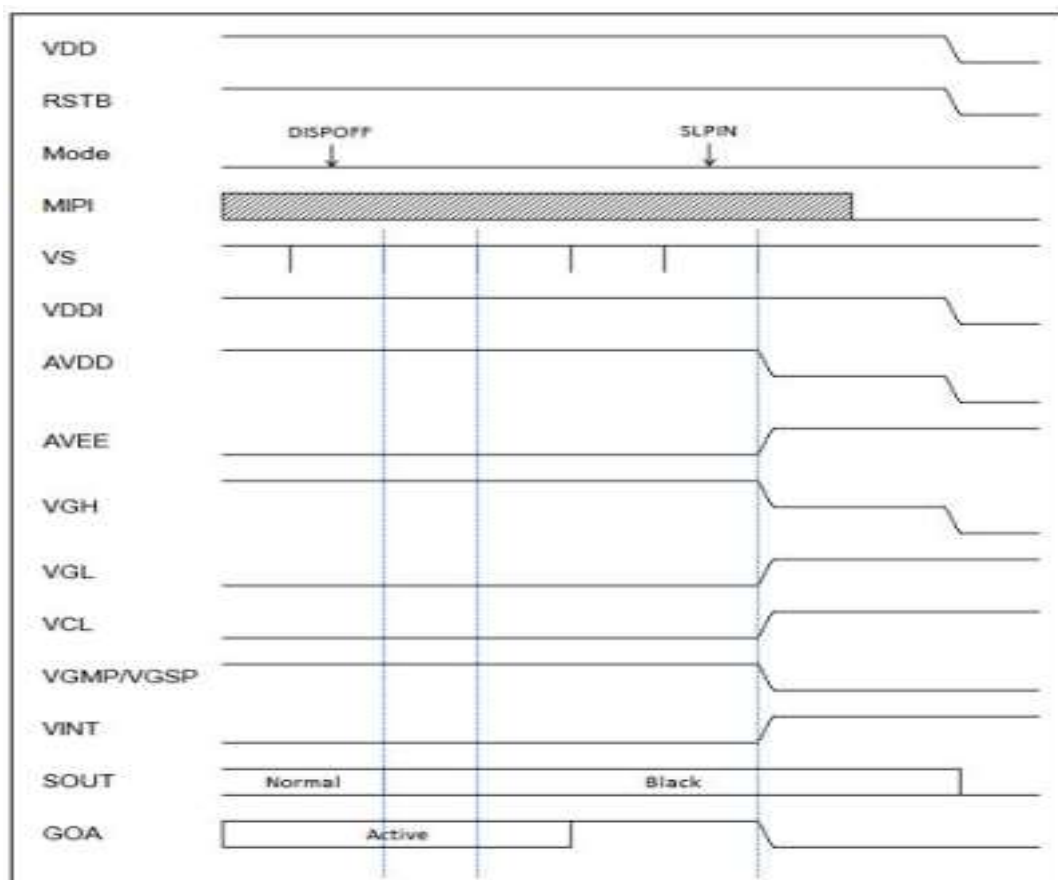 VDD
RSTB
DISPOFF
SLPIN
Mode
MIPI
VS
VDDI
AVDD
AVEE
VGH
VGL
VCL
VGMP/VGSP
VINT
SOUT
Normal
Black
GOA
Active